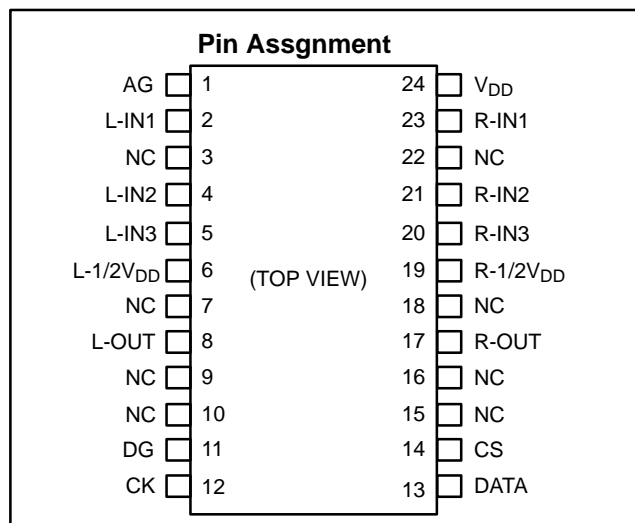 Pin Assgnment
AG 1 24 VDD
L-IN1 2 23 R-IN1
NC 3 22 NC
L-IN2 4 21 R-IN2
L-IN3 5 20 R-IN3
L-1/2VDD 6 (TOP VIEW) 19 R-1/2VDD
NC 7 18 NC
L-OUT 8 17 R-OUT
NC 9 16 NC
NC 10 15 NC
DG 11 14 CS
CK 12 13 DATA